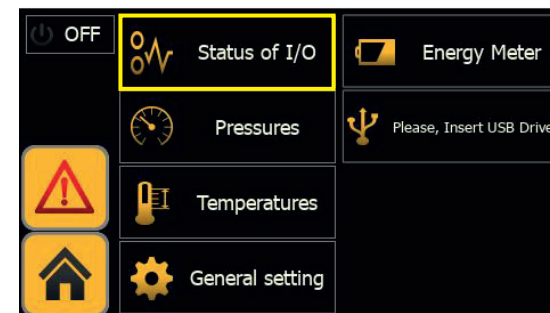 OFF
Status of I/O
Energy Meter
Pressures
Please, Insert USB Drive
Temperatures
General setting